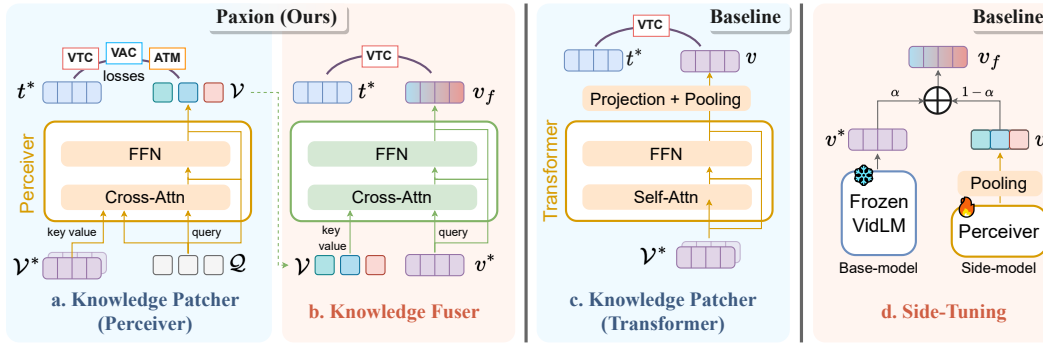 Paxion (Ours)
VTC
VAC
ATM
losses
t*
𝒱
Perceiver
FFN
Cross-Attn
key value
query
𝒱*
𝒬
a. Knowledge Patcher
(Perceiver)
VTC
t*
v_f
FFN
Cross-Attn
key
value
query
𝒱
v*
b. Knowledge Fuser
Baseline
VTC
t*
v
Projection + Pooling
Transformer
FFN
Self-Attn
𝒱*
c. Knowledge Patcher
(Transformer)
Baseline
v_f
α
1−α
v*
v
Frozen
VidLM
Pooling
Perceiver
Base-model
Side-model
d. Side-Tuning